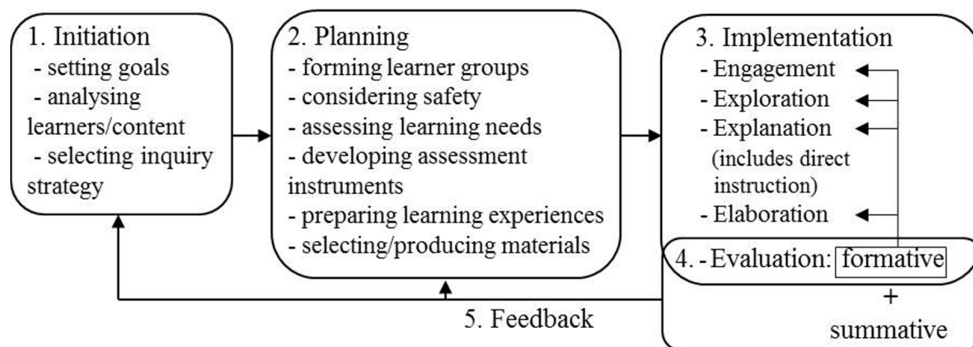 1. Initiation
- setting goals
- analysing
learners/content
- selecting inquiry
strategy
2. Planning
- forming learner groups
- considering safety
- assessing learning needs
- developing assessment
instruments
- preparing learning experiences
- selecting/producing materials
3. Implementation
- Engagement
- Exploration
- Explanation
(includes direct
instruction)
- Elaboration
4. - Evaluation: formative
+
summative
5. Feedback